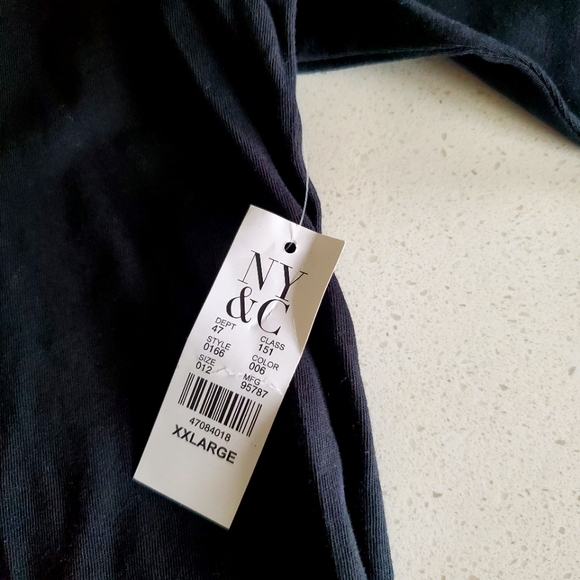 NY
&C
DEPT CLASS
47 151
STYLE COLOR
0166 006
SIZE MFG
012 95787
47084018
XXLARGE